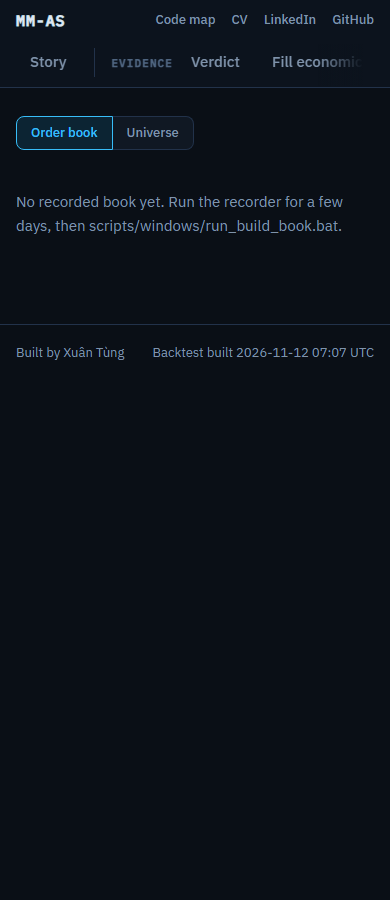 MM-AS
Code map CV LinkedIn GitHub
Story EVIDENCE Verdict Fill economic
Order book Universe
No recorded book yet. Run the recorder for a few
days, then scripts/windows/run_build_book.bat.
Built by Xuân Tùng Backtest built 2026-11-12 07:07 UTC